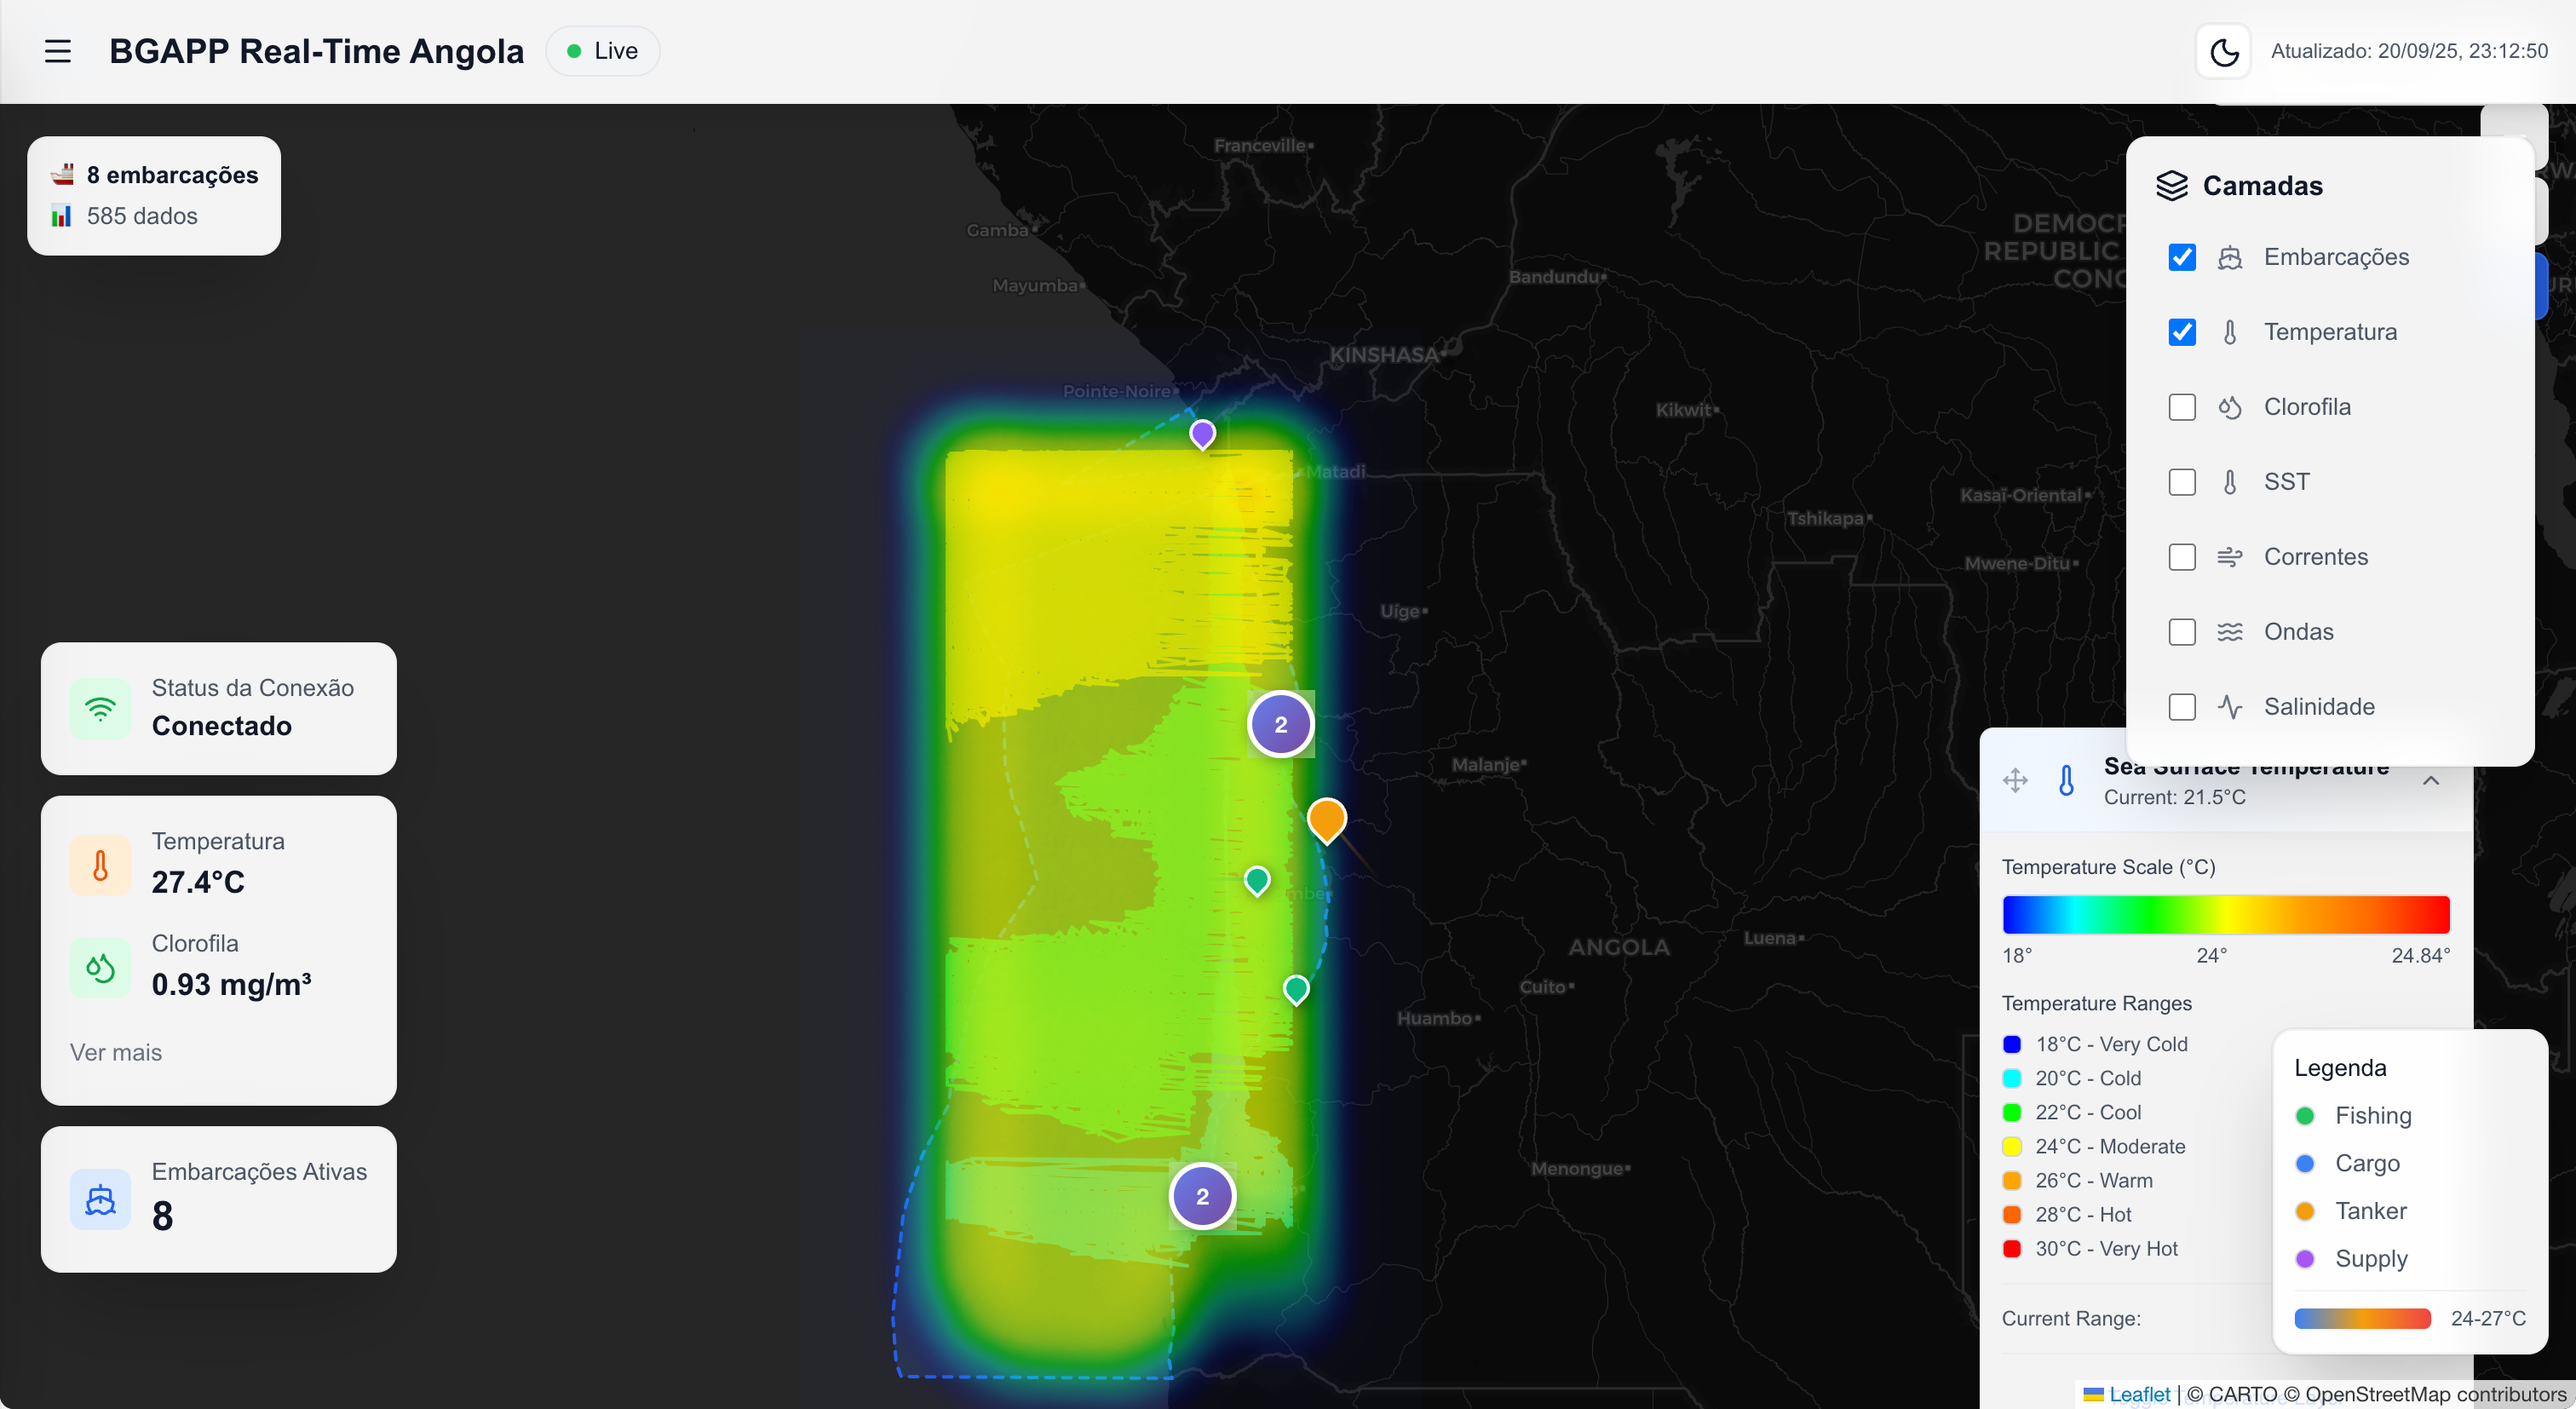 BGAPP Real-Time Angola
Live
Atualizado: 20/09/25, 23:12:50
8 embarcações
585 dados
Status da Conexão
Conectado
Temperatura
27.4°C
Clorofila
0.93 mg/m³
Ver mais
Embarcações Ativas
8
Franceville
Gamba
Mayumba
Bandundu
KINSHASA
Pointe-Noire
Kikwit
Matadi
Kasaï-Oriental
Tshikapa
Mwene-Ditu
Uíge
2
Malanje
ANGOLA
Luena
Cuito
Huambo
Menongue
2
Camadas
Embarcações
Temperatura
Clorofila
SST
Correntes
Ondas
Salinidade
Sea Surface Temperature
Current: 21.5°C
Temperature Scale (°C)
18° 24° 24.84°
Temperature Ranges
18°C - Very Cold
20°C - Cold
22°C - Cool
24°C - Moderate
26°C - Warm
28°C - Hot
30°C - Very Hot
Current Range:
Legenda
Fishing
Cargo
Tanker
Supply
24-27°C
Leaflet | © CARTO © OpenStreetMap contributors